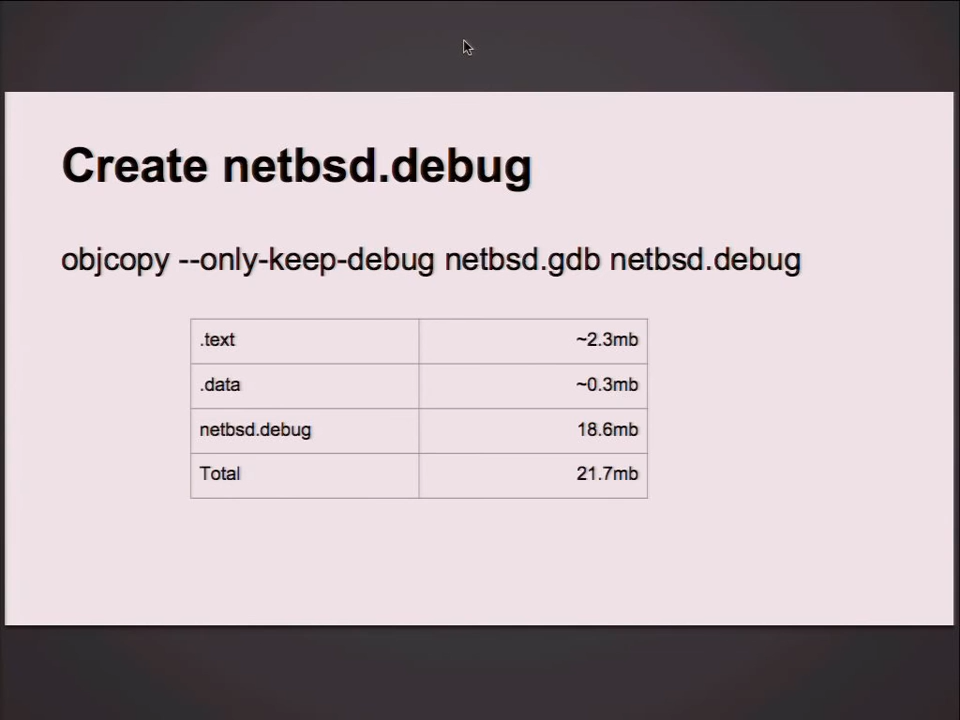 Create netbsd.debug
objcopy --only-keep-debug netbsd.gdb netbsd.debug
.text ~2.3mb
.data ~0.3mb
netbsd.debug 18.6mb
Total 21.7mb